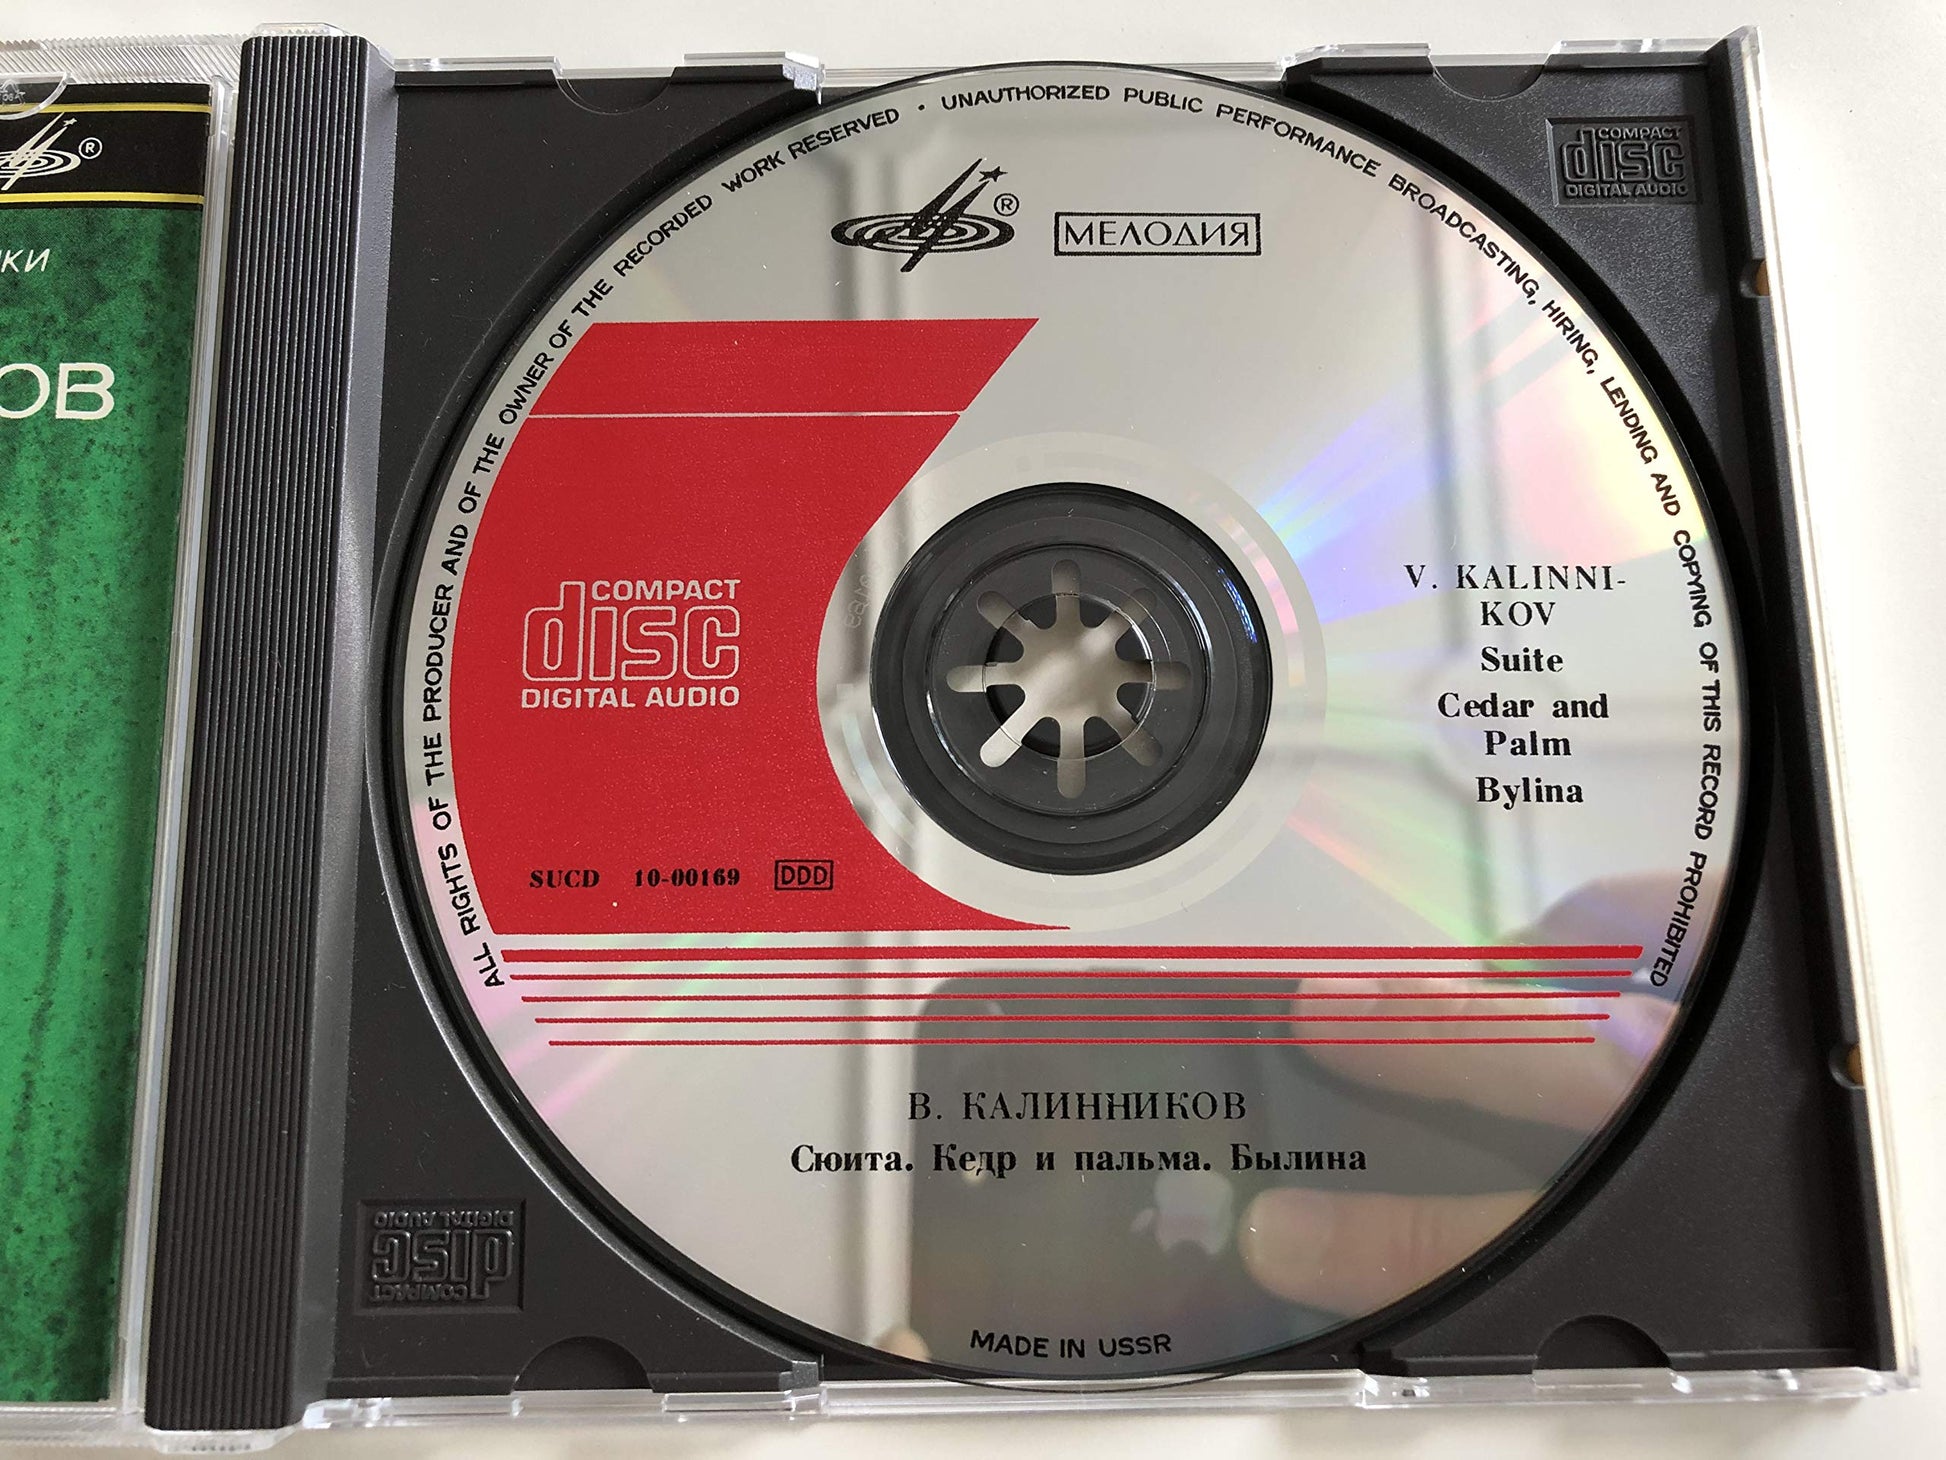 ®
КИ
ОВ
ALL RIGHTS OF THE PRODUCER AND OF THE OWNER OF THE RECORDED WORK RESERVED · UNAUTHORIZED PUBLIC PERFORMANCE BROADCASTING, HIRING, LENDING AND COPYING OF THIS RECORD PROHIBITED
® МЕЛОДИЯ
COMPACT
disc
DIGITAL AUDIO
COMPACT
disc
DIGITAL AUDIO
V. KALINNI-
KOV
Suite
Cedar and
Palm
Bylina
SUCD 10-00169 DDD
В. КАЛИННИКОВ
Сюита. Кедр и пальма. Былина
COMPACT
disc
DIGITAL AUDIO
MADE IN USSR